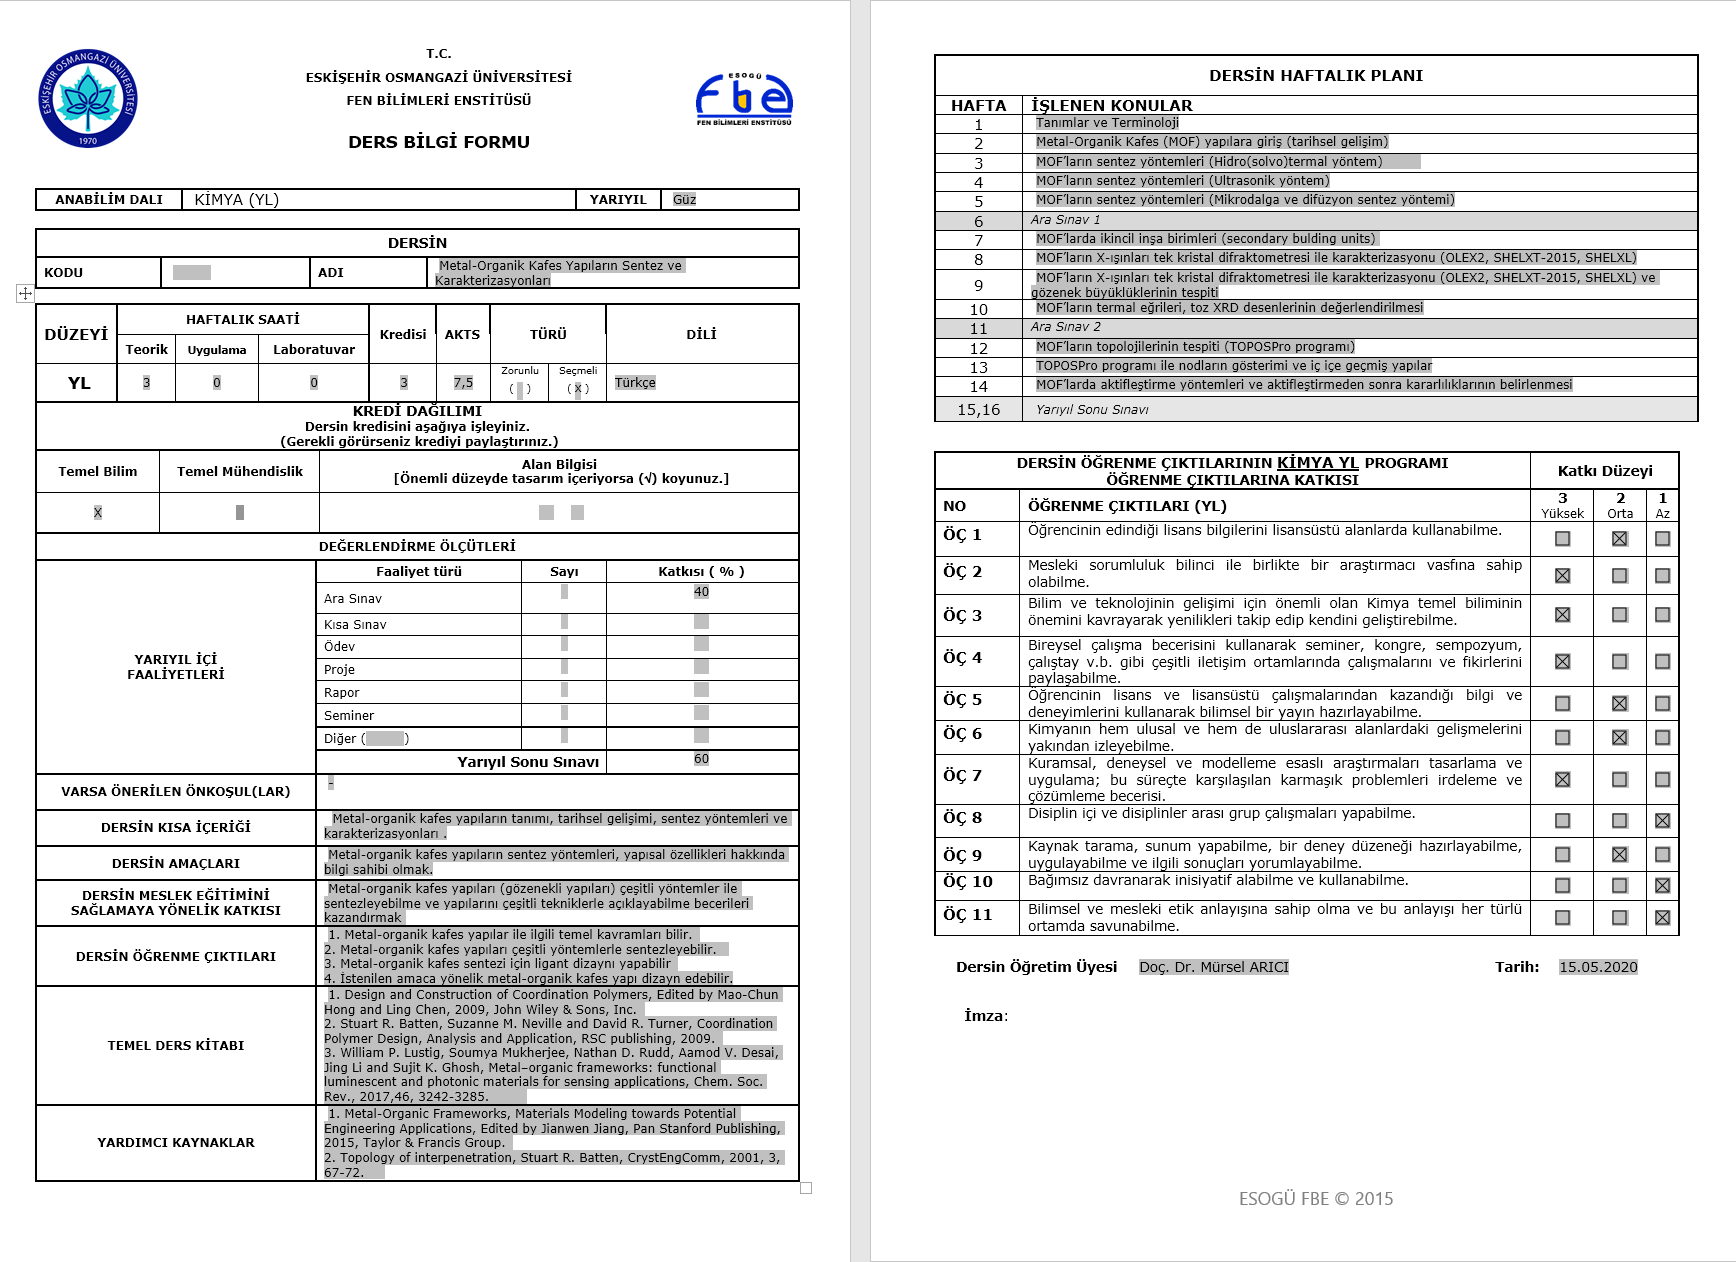 ESKİŞEHİR OSMANGAZİ ÜNİVERSİTESİ
1970
T.C.
ESKİŞEHİR OSMANGAZİ ÜNİVERSİTESİ
FEN BİLİMLERİ ENSTİTÜSÜ
DERS BİLGİ FORMU
ESOGÜ
fbe
FEN BİLİMLERİ ENSTİTÜSÜ
ANABİLİM DALI KİMYA (YL) YARIYIL Güz
DERSİN
KODU ADI Metal-Organik Kafes Yapıların Sentez ve
Karakterizasyonları
DÜZEYİ HAFTALIK SAATİ Kredisi AKTS TÜRÜ DİLİ
Teorik Uygulama Laboratuvar
YL 3 0 0 3 7,5 Zorunlu ( ) Seçmeli ( X ) Türkçe
KREDİ DAĞILIMI
Dersin kredisini aşağıya işleyiniz.
(Gerekli görürseniz krediyi paylaştırınız.)
Temel Bilim Temel Mühendislik Alan Bilgisi
[Önemli düzeyde tasarım içeriyorsa (√) koyunuz.]
X
DEĞERLENDİRME ÖLÇÜTLERİ
YARIYIL İÇİ
FAALİYETLERİ
Faaliyet türü Sayı Katkısı ( % )
Ara Sınav 40
Kısa Sınav
Ödev
Proje
Rapor
Seminer
Diğer ( )
Yarıyıl Sonu Sınavı 60
VARSA ÖNERİLEN ÖNKOŞUL(LAR) -
DERSİN KISA İÇERİĞİ Metal-organik kafes yapıların tanımı, tarihsel gelişimi, sentez yöntemleri ve
karakterizasyonları .
DERSİN AMAÇLARI Metal-organik kafes yapıların sentez yöntemleri, yapısal özellikleri hakkında
bilgi sahibi olmak.
DERSİN MESLEK EĞİTİMİNİ
SAĞLAMAYA YÖNELİK KATKISI
Metal-organik kafes yapıları (gözenekli yapıları) çeşitli yöntemler ile
sentezleyebilme ve yapılarını çeşitli tekniklerle açıklayabilme becerileri
kazandırmak
DERSİN ÖĞRENME ÇIKTILARI
1. Metal-organik kafes yapılar ile ilgili temel kavramları bilir.
2. Metal-organik kafes yapıları çeşitli yöntemlerle sentezleyebilir.
3. Metal-organik kafes sentezi için ligant dizaynı yapabilir
4. İstenilen amaca yönelik metal-organik kafes yapı dizayn edebilir.
TEMEL DERS KİTABI
1. Design and Construction of Coordination Polymers, Edited by Mao-Chun
Hong and Ling Chen, 2009, John Wiley & Sons, Inc.
2. Stuart R. Batten, Suzanne M. Neville and David R. Turner, Coordination
Polymer Design, Analysis and Application, RSC publishing, 2009.
3. William P. Lustig, Soumya Mukherjee, Nathan D. Rudd, Aamod V. Desai,
Jing Li and Sujit K. Ghosh, Metal–organic frameworks: functional
luminescent and photonic materials for sensing applications, Chem. Soc.
Rev., 2017,46, 3242-3285.
YARDIMCI KAYNAKLAR
1. Metal-Organic Frameworks, Materials Modeling towards Potential
Engineering Applications, Edited by Jianwen Jiang, Pan Stanford Publishing,
2015, Taylor & Francis Group.
2. Topology of interpenetration, Stuart R. Batten, CrystEngComm, 2001, 3,
67-72.
DERSİN HAFTALIK PLANI
HAFTA İŞLENEN KONULAR
1 Tanımlar ve Terminoloji
2 Metal-Organik Kafes (MOF) yapılara giriş (tarihsel gelişim)
3 MOF’ların sentez yöntemleri (Hidro(solvo)termal yöntem)
4 MOF’ların sentez yöntemleri (Ultrasonik yöntem)
5 MOF’ların sentez yöntemleri (Mikrodalga ve difüzyon sentez yöntemi)
6 Ara Sınav 1
7 MOF’larda ikincil inşa birimleri (secondary bulding units)
8 MOF’ların X-ışınları tek kristal difraktometresi ile karakterizasyonu (OLEX2, SHELXT-2015, SHELXL)
9 MOF’ların X-ışınları tek kristal difraktometresi ile karakterizasyonu (OLEX2, SHELXT-2015, SHELXL) ve
gözenek büyüklüklerinin tespiti
10 MOF’ların termal eğrileri, toz XRD desenlerinin değerlendirilmesi
11 Ara Sınav 2
12 MOF’ların topolojilerinin tespiti (TOPOSPro programı)
13 TOPOSPro programı ile nodların gösterimi ve iç içe geçmiş yapılar
14 MOF’larda aktifleştirme yöntemleri ve aktifleştirmeden sonra kararlılıklarının belirlenmesi
15,16 Yarıyıl Sonu Sınavı
DERSİN ÖĞRENME ÇIKTILARININ KİMYA YL PROGRAMI
ÖĞRENME ÇIKTILARINA KATKISI
Katkı Düzeyi
NO ÖĞRENME ÇIKTILARI (YL) 3 Yüksek 2 Orta 1 Az
ÖÇ 1 Öğrencinin edindiği lisans bilgilerini lisansüstü alanlarda kullanabilme.
ÖÇ 2 Mesleki sorumluluk bilinci ile birlikte bir araştırmacı vasfına sahip
olabilme.
ÖÇ 3 Bilim ve teknolojinin gelişimi için önemli olan Kimya temel biliminin
önemini kavrayarak yenilikleri takip edip kendini geliştirebilme.
ÖÇ 4 Bireysel çalışma becerisini kullanarak seminer, kongre, sempozyum,
çalıştay v.b. gibi çeşitli iletişim ortamlarında çalışmalarını ve fikirlerini
paylaşabilme.
ÖÇ 5 Öğrencinin lisans ve lisansüstü çalışmalarından kazandığı bilgi ve
deneyimlerini kullanarak bilimsel bir yayın hazırlayabilme.
ÖÇ 6 Kimyanın hem ulusal ve hem de uluslararası alanlardaki gelişmelerini
yakından izleyebilme.
ÖÇ 7 Kuramsal, deneysel ve modelleme esaslı araştırmaları tasarlama ve
uygulama; bu süreçte karşılaşılan karmaşık problemleri irdeleme ve
çözümleme becerisi.
ÖÇ 8 Disiplin içi ve disiplinler arası grup çalışmaları yapabilme.
ÖÇ 9 Kaynak tarama, sunum yapabilme, bir deney düzeneği hazırlayabilme,
uygulayabilme ve ilgili sonuçları yorumlayabilme.
ÖÇ 10 Bağımsız davranarak inisiyatif alabilme ve kullanabilme.
ÖÇ 11 Bilimsel ve mesleki etik anlayışına sahip olma ve bu anlayışı her türlü
ortamda savunabilme.
Dersin Öğretim Üyesi Doç. Dr. Mürsel ARICI Tarih: 15.05.2020
İmza:
ESOGÜ FBE © 2015